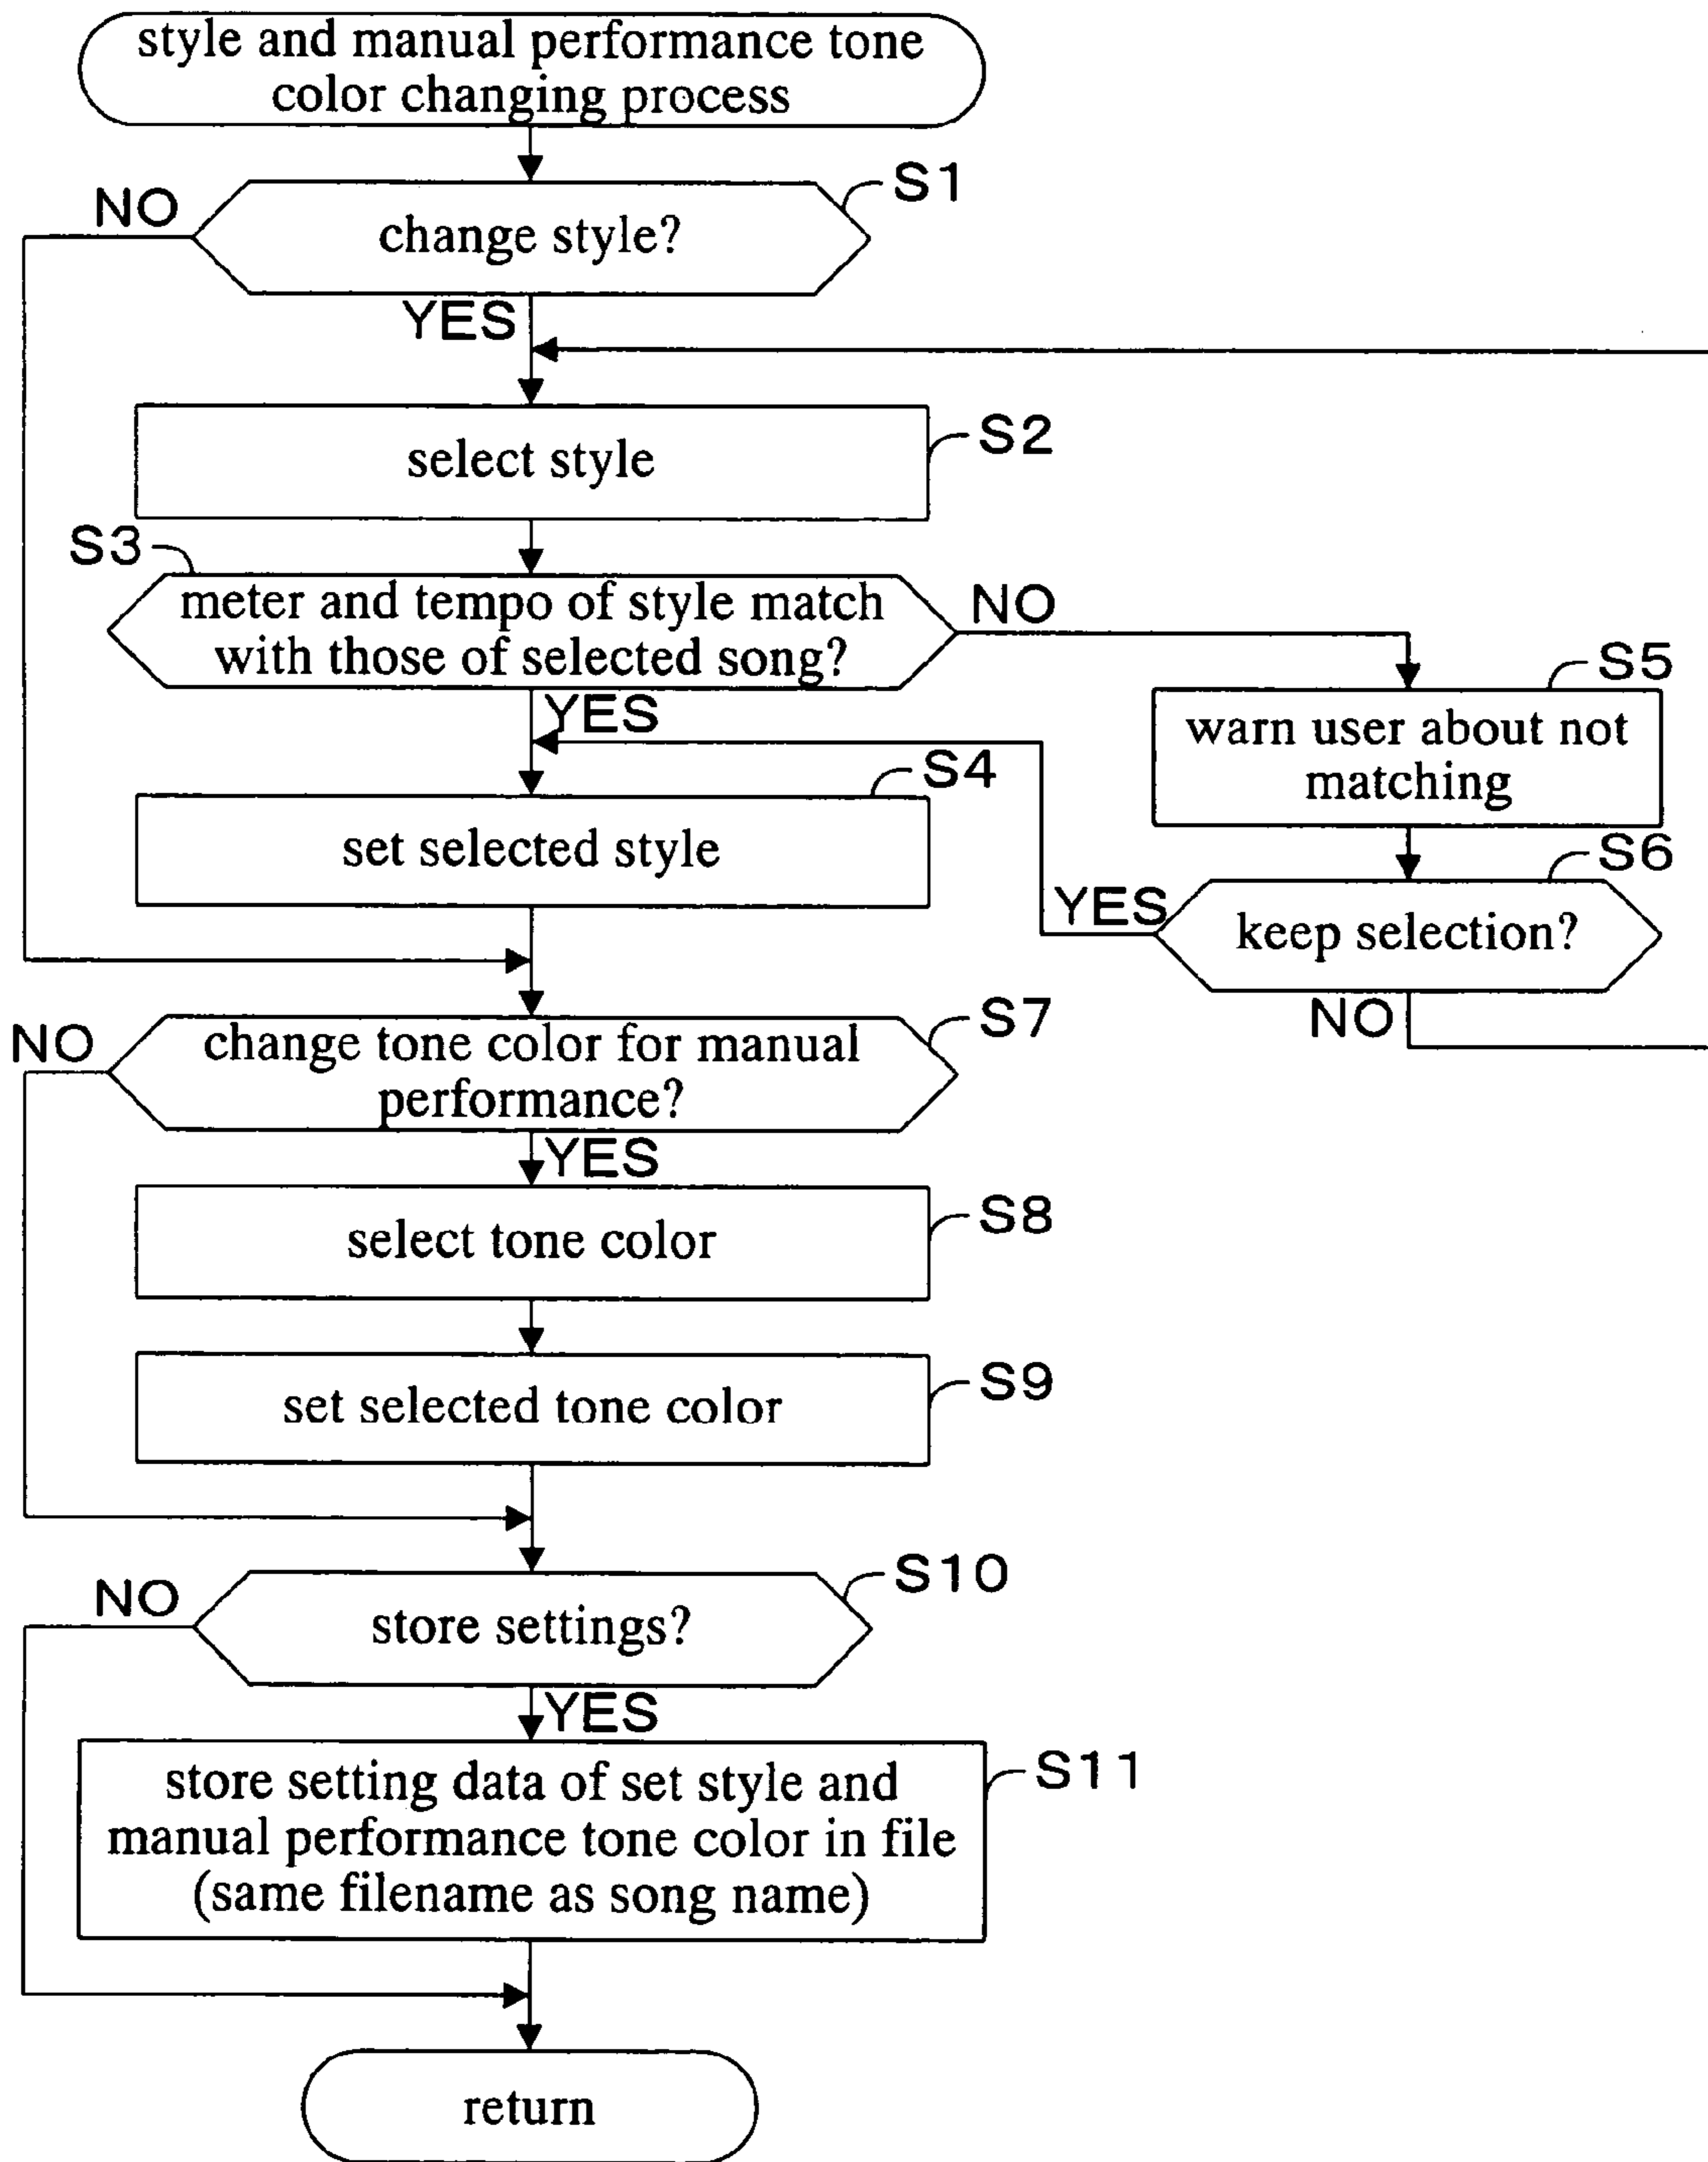 style and manual performance tone
color changing process
S1
NO
change style?
YES
S2
select style
S3
meter and tempo of style match
with those of selected song?
NO
YES
S5
warn user about not
matching
S4
set selected style
S6
YES
keep selection?
NO
S7
NO
change tone color for manual
performance?
YES
S8
select tone color
S9
set selected tone color
S10
NO
store settings?
YES
S11
store setting data of set style and
manual performance tone color in file
(same filename as song name)
return